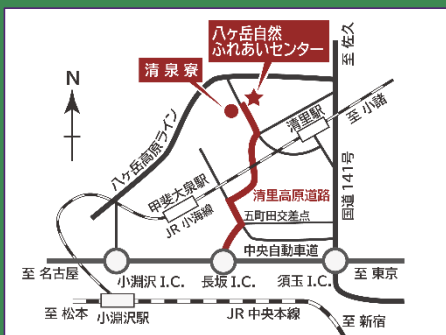 八ヶ岳自然
ふれあいセンター
清泉寮
至 佐久
N
清里駅
至 小諸
八ヶ岳高原ライン
甲斐大泉駅
JR 小海線
清里高原道路
国道 141号
五町田交差点
中央自動車道
至 名古屋
小淵沢 I.C.
長坂 I.C.
須玉 I.C.
至 東京
至 松本
小淵沢駅
JR 中央本線
至 新宿